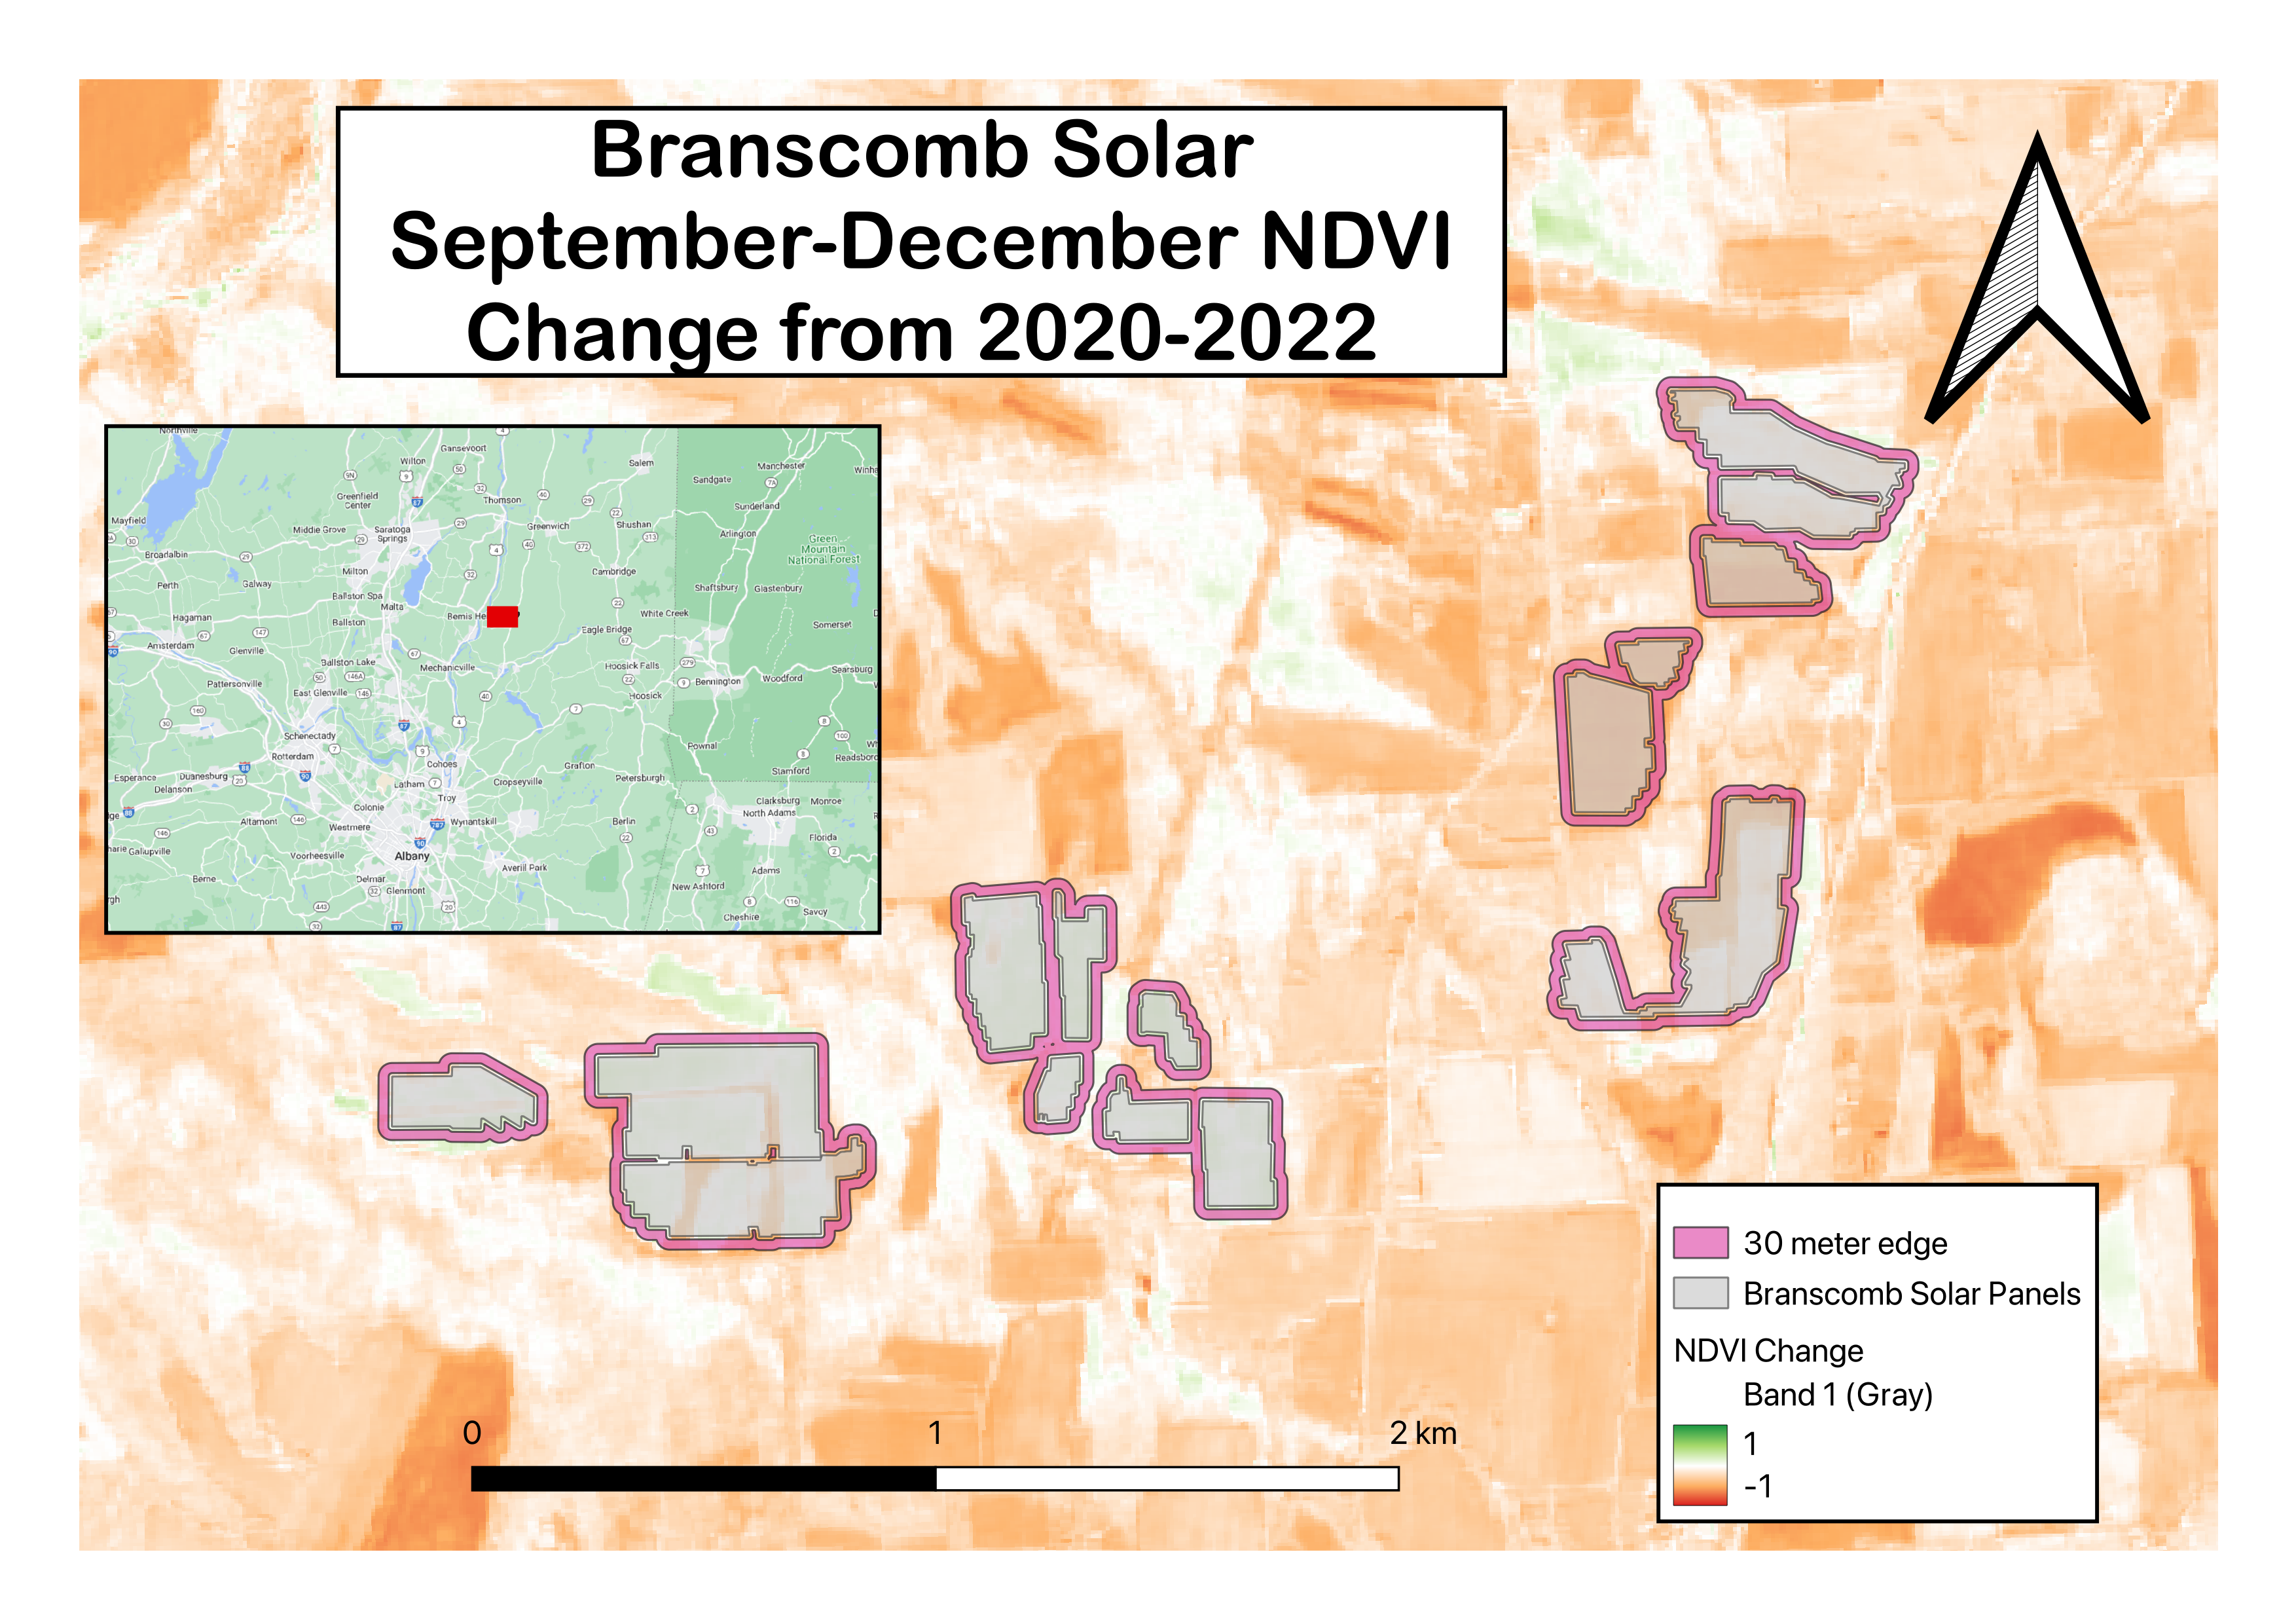 Branscomb Solar
September-December NDVI
Change from 2020-2022
Northville
Gansevoort
Wilton
Salem
Manchester
Sandgate
Greenfield
Center
Thomson
Sunderland
Mayfield
Middle Grove
Saratoga
Springs
Greenwich
Shushan
Arlington
Green
Mountain
National Forest
Broadalbin
Milton
Cambridge
Perth
Galway
Ballston Spa
Malta
Shaftsbury
Glastenbury
Hagaman
Ballston
Bemis He
White Creek
Eagle Bridge
Somerset
Amsterdam
Glenville
Ballston Lake
Mechanicville
Hoosick Falls
Searsburg
Pattersonville
East Glenville
Hoosick
Bennington
Woodford
Schenectady
Rotterdam
Cohoes
Pownal
Readsboro
Esperance
Duanesburg
Latham
Cropseyville
Grafton
Petersburgh
Stamford
Delanson
Colonie
Troy
Clarksburg
Monroe
North Adams
Altamont
Westmere
Wynantskill
Berlin
Florida
Gallupville
Voorheesville
Albany
Averill Park
Adams
Berne
Delmar
Glenmont
New Ashford
Cheshire
Savoy
30 meter edge
Branscomb Solar Panels
NDVI Change
Band 1 (Gray)
1
-1
0 1 2 km